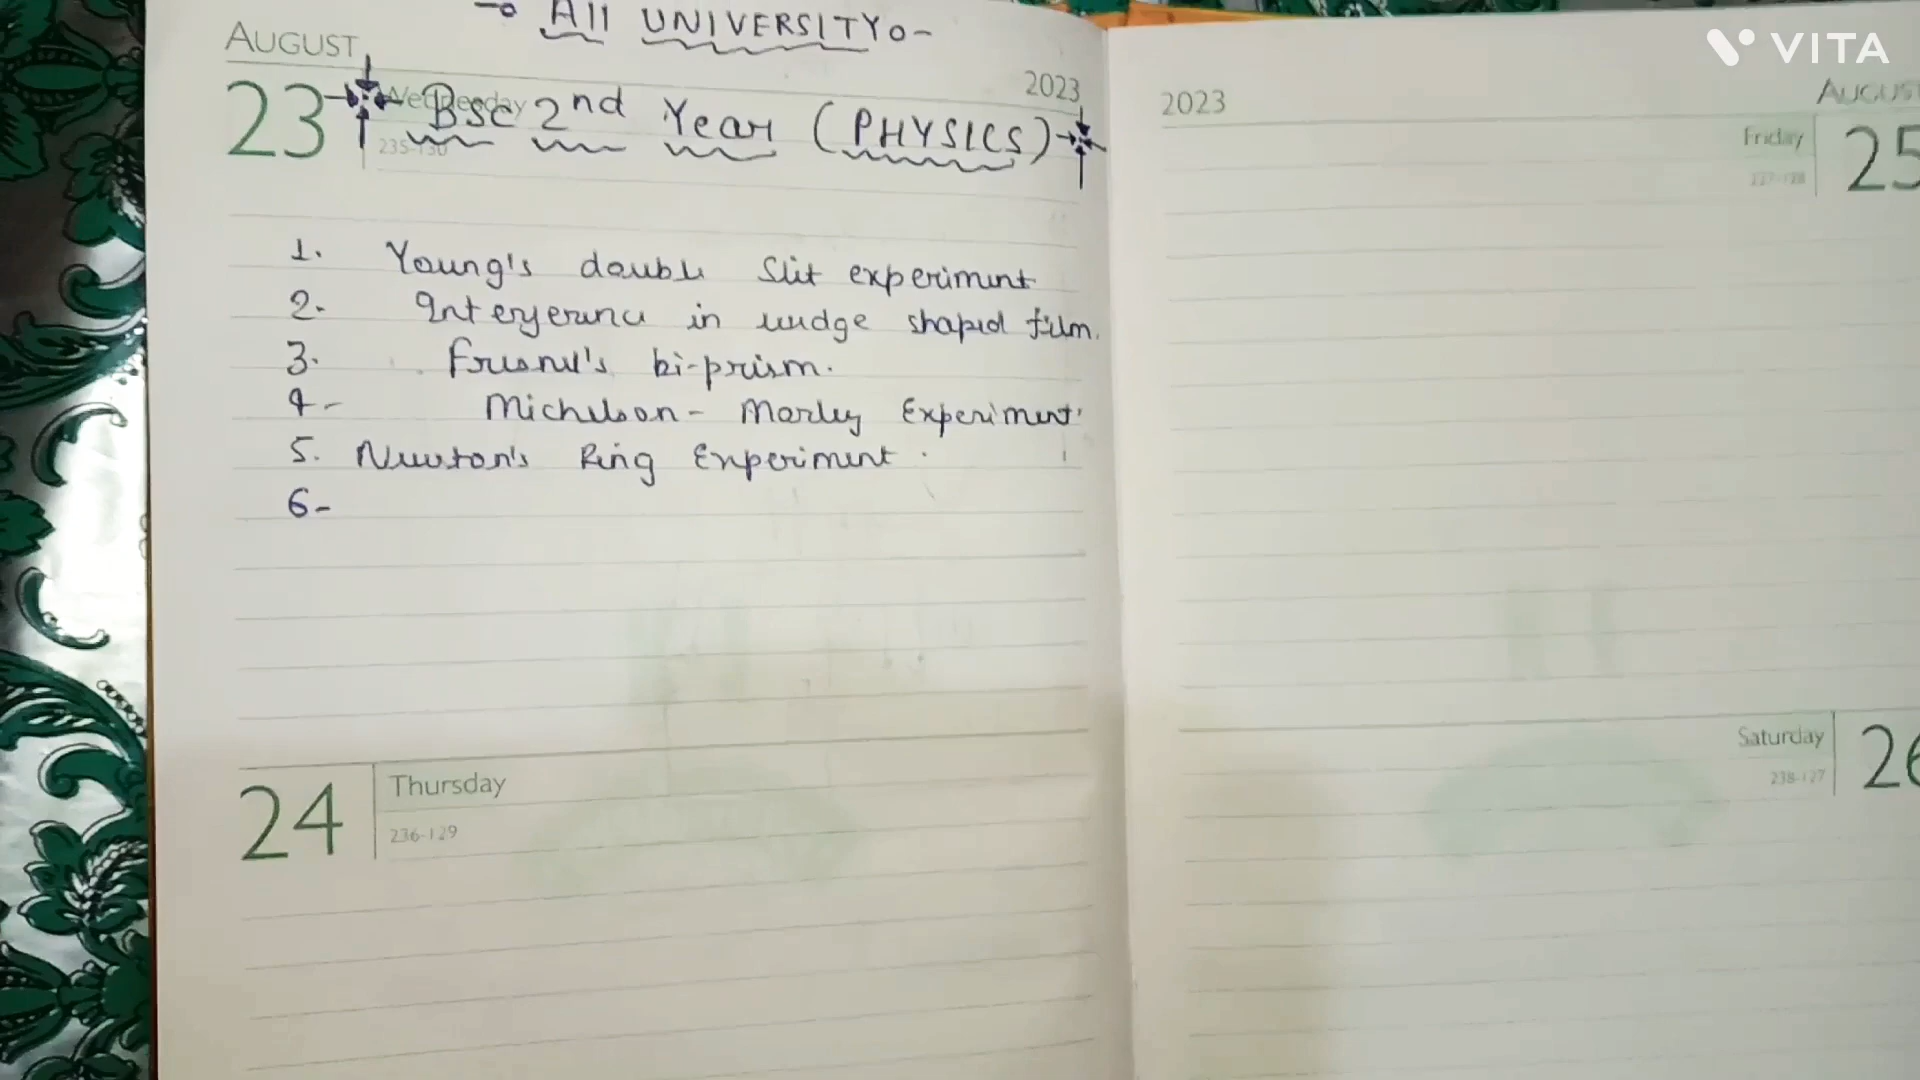 All UNIVERSITY
AUGUST
2023
23
Wednesday
Bsc 2nd Year (PHYSICS)
1. Young's double slit experiment
2. Interference in wedge shaped film.
3. Fresnel's bi-prism.
4- Michelson- Morley Experiment
5. Newton's Ring Experiment.
6-
24 Thursday
236-129
VITA
2023
AUGUST
Friday 25
Saturday 26
238-127